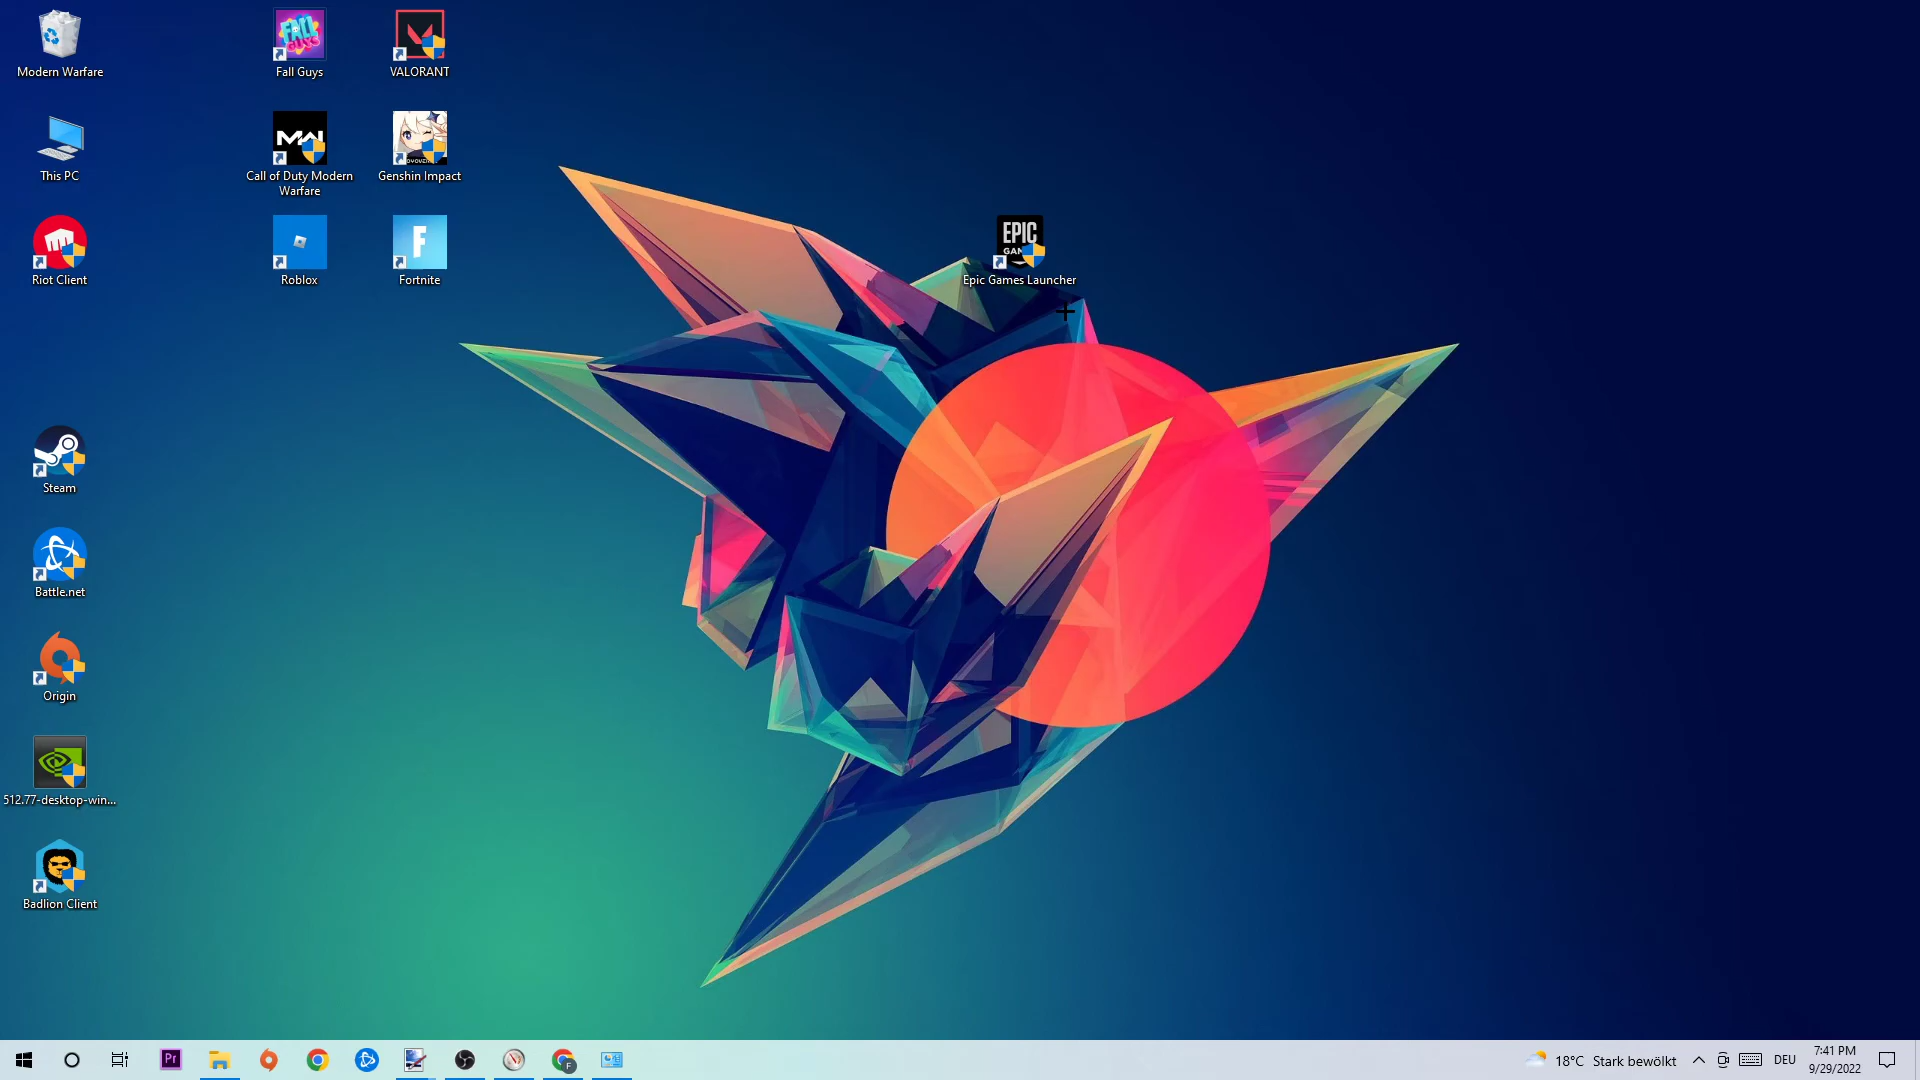 Modern Warfare
Fall Guys
VALORANT
This PC
Call of Duty Modern
Warfare
Genshin Impact
Riot Client
Roblox
Fortnite
EPIC
Epic Games Launcher
Steam
Battle.net
Origin
512.77-desktop-win...
Badlion Client
Pr
18°C Stark bewölkt
DEU
7:41 PM
9/29/2022